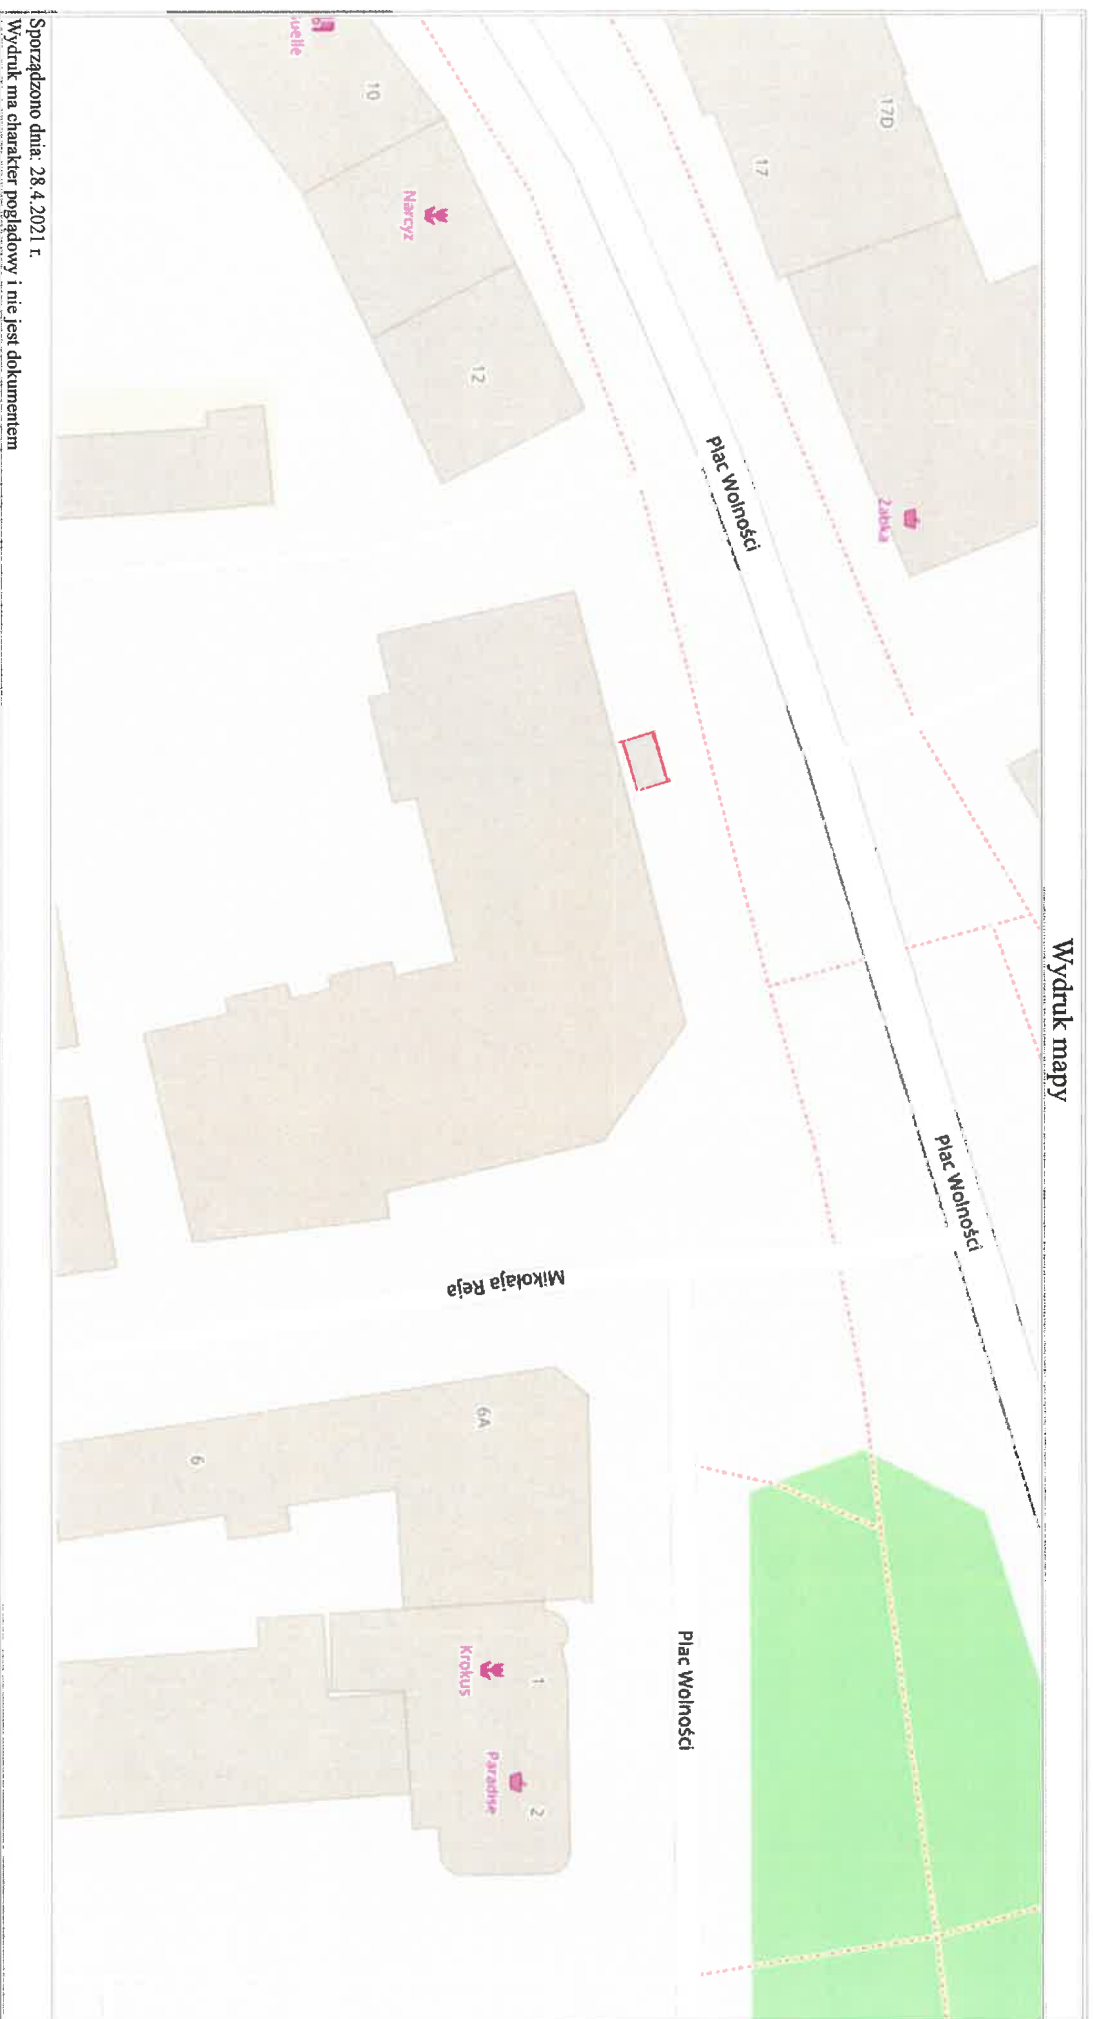 Wydruk mapy
17D
17
10
Narcyz
12
Żabka
Plac Wolności
Plac Wolności
Mikołaja Reja
6A
6
Plac Wolności
1
Krokus
Paradise
2
Sporządzono dnia: 28.4.2021 r.
Wydruk ma charakter poglądowy i nie jest dokumentem